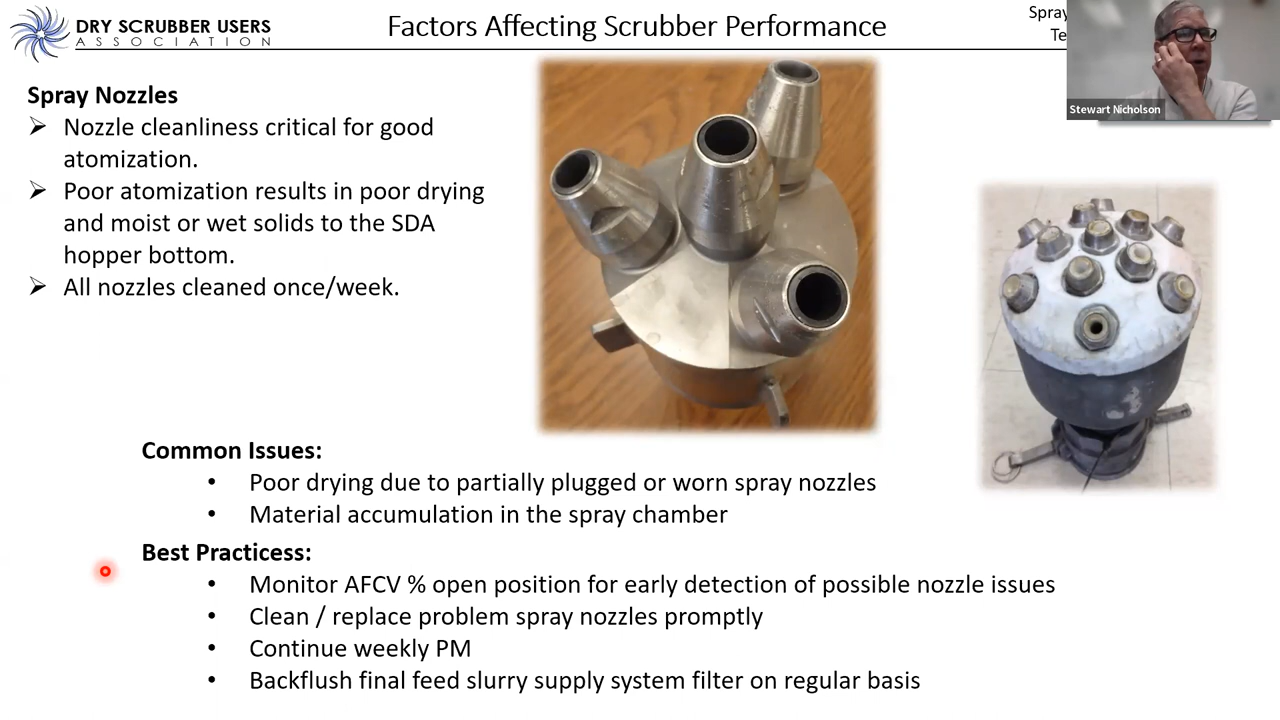 DRY SCRUBBER USERS
ASSOCIATION
Factors Affecting Scrubber Performance
Spray
Te
Stewart Nicholson
Spray Nozzles
➢ Nozzle cleanliness critical for good
atomization.
➢ Poor atomization results in poor drying
and moist or wet solids to the SDA
hopper bottom.
➢ All nozzles cleaned once/week.
Common Issues:
• Poor drying due to partially plugged or worn spray nozzles
• Material accumulation in the spray chamber
Best Practicess:
• Monitor AFCV % open position for early detection of possible nozzle issues
• Clean / replace problem spray nozzles promptly
• Continue weekly PM
• Backflush final feed slurry supply system filter on regular basis